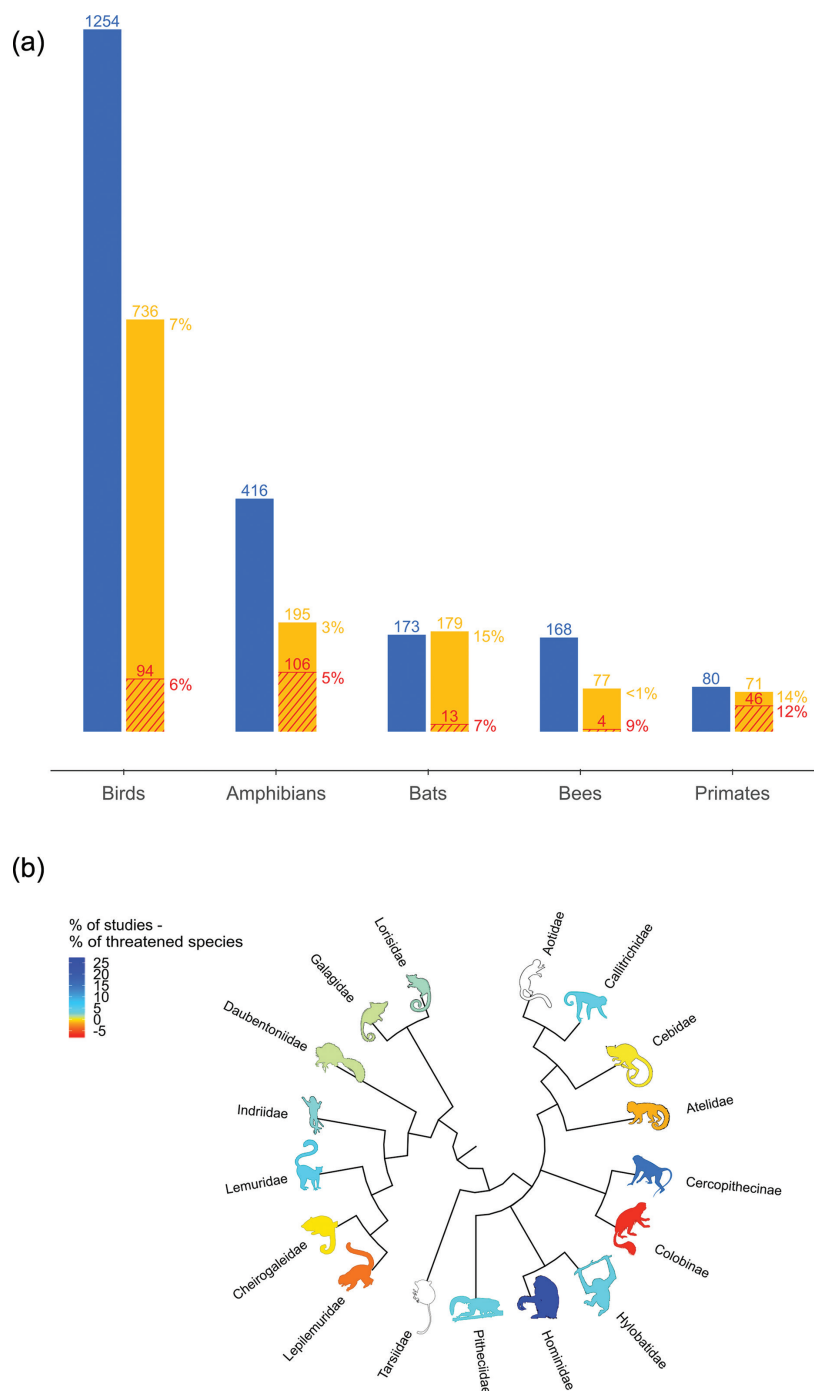 (a)
1254
736
7%
94
6%
416
195
3%
106
5%
173
179
15%
13
7%
168
77
<1%
4
9%
80
71
14%
46
12%
Birds
Amphibians
Bats
Bees
Primates
(b)
% of studies -
% of threatened species
25
20
15
10
5
0
-5
Lorisidae
Galagidae
Daubentoniidae
Indriidae
Lemuridae
Cheirogaleidae
Lepilemuridae
Tarsiidae
Pitheciidae
Hominidae
Hylobatidae
Colobinae
Cercopithecinae
Atelidae
Cebidae
Callitrichidae
Aotidae